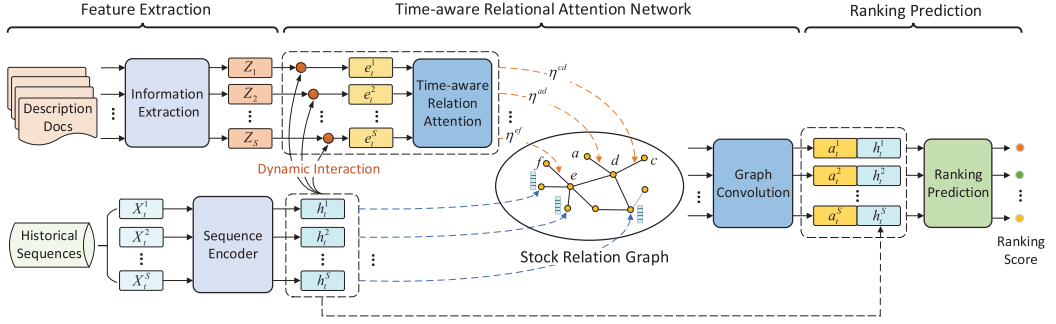 Feature Extraction
Time-aware Relational Attention Network
Ranking Prediction
Description
Docs
Information
Extraction
Z_1
Z_2
⋮
Z_S
e_t^1
e_t^2
⋮
e_t^S
Time-aware
Relation
Attention
η^{cd}
η^{ad}
⋮
η^{ef}
Dynamic Interaction
Historical
Sequences
X_t^1
X_t^2
⋮
X_t^S
Sequence
Encoder
h_t^1
h_t^2
⋮
h_t^S
f
a
d
c
e
Stock Relation Graph
Graph
Convolution
a_t^1 h_t^1
a_t^2 h_t^2
⋮
a_t^S h_t^S
Ranking
Prediction
Ranking
Score